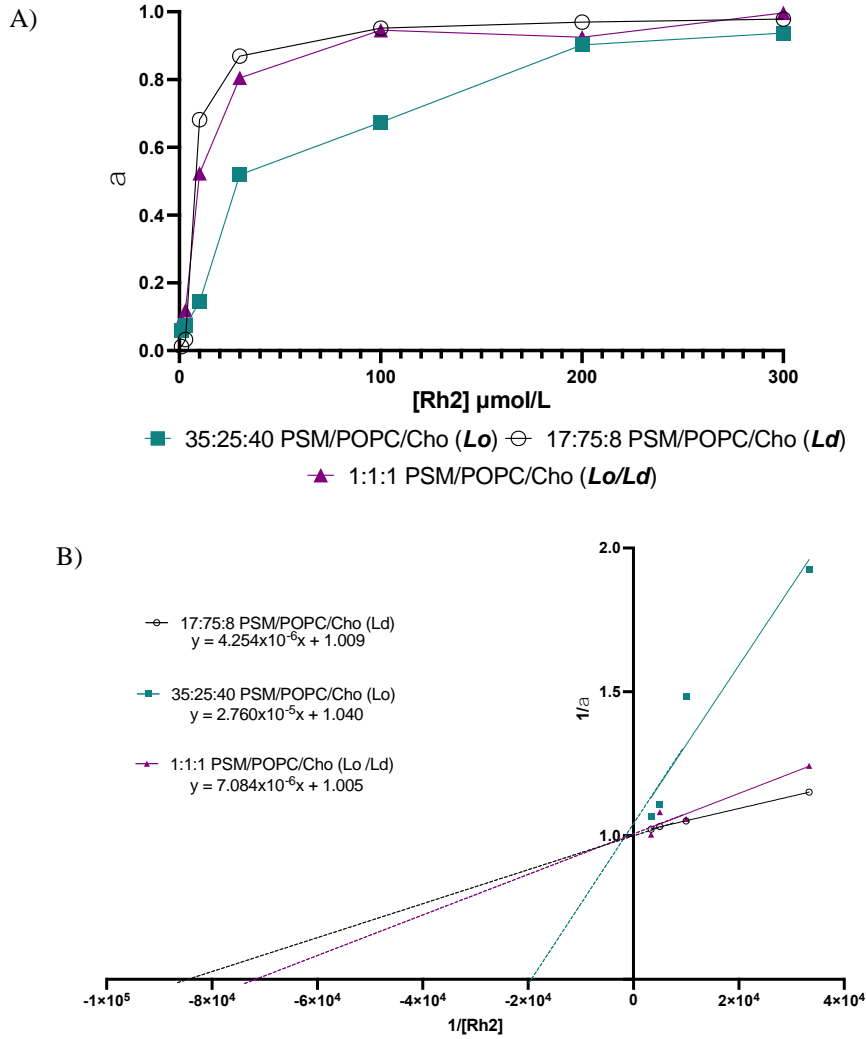 A)
1.0
0.8
0.6
a
0.4
0.2
0.0
0 100 200 300
[Rh2] µmol/L
35:25:40 PSM/POPC/Cho (Lo) 17:75:8 PSM/POPC/Cho (Ld)
1:1:1 PSM/POPC/Cho (Lo/Ld)
B)
2.0
17:75:8 PSM/POPC/Cho (Ld)
y = 4.254x10⁻⁶x + 1.009
35:25:40 PSM/POPC/Cho (Lo)
y = 2.760x10⁻⁵x + 1.040
1.5
1/a
1:1:1 PSM/POPC/Cho (Lo /Ld)
y = 7.084x10⁻⁶x + 1.005
1.0
-1×10⁵ -8×10⁴ -6×10⁴ -4×10⁴ -2×10⁴ 0 2×10⁴ 4×10⁴
1/[Rh2]